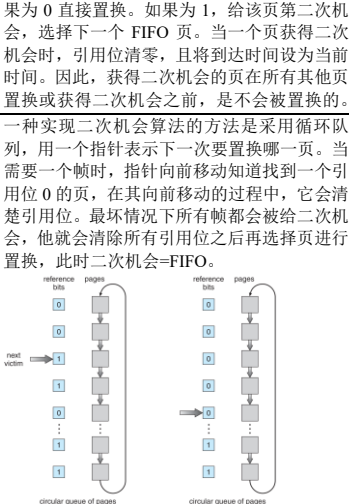 果为 0 直接置换。如果为 1，给该页第二次机
会，选择下一个 FIFO 页。当一个页获得二次
机会时，引用位清零，且将到达时间设为当前
时间。因此，获得二次机会的页在所有其他页
置换或获得二次机会之前，是不会被置换的。
一种实现二次机会算法的方法是采用循环队
列，用一个指针表示下一次要置换哪一页。当
需要一个帧时，指针向前移动知道找到一个引
用位 0 的页，在其向前移动的过程中，它会清
楚引用位。最坏情况下所有帧都会被给二次机
会，他就会清除所有引用位之后再选择页进行
置换，此时二次机会=FIFO。
reference bits pages
0
0
next victim
1
1
0
1
1
circular queue of pages
reference bits pages
0
0
0
0
0
1
1
circular queue of pages